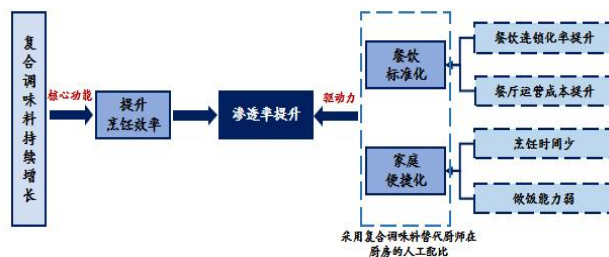 复合调味料持续增长
核心功能
提升
烹饪效率
渗透率提升
驱动力
餐饮
标准化
家庭
便捷化
餐饮连锁化率提升
餐厅运营成本提升
烹饪时间少
做饭能力弱
采用复合调味料替代厨师在
厨房的人工配比